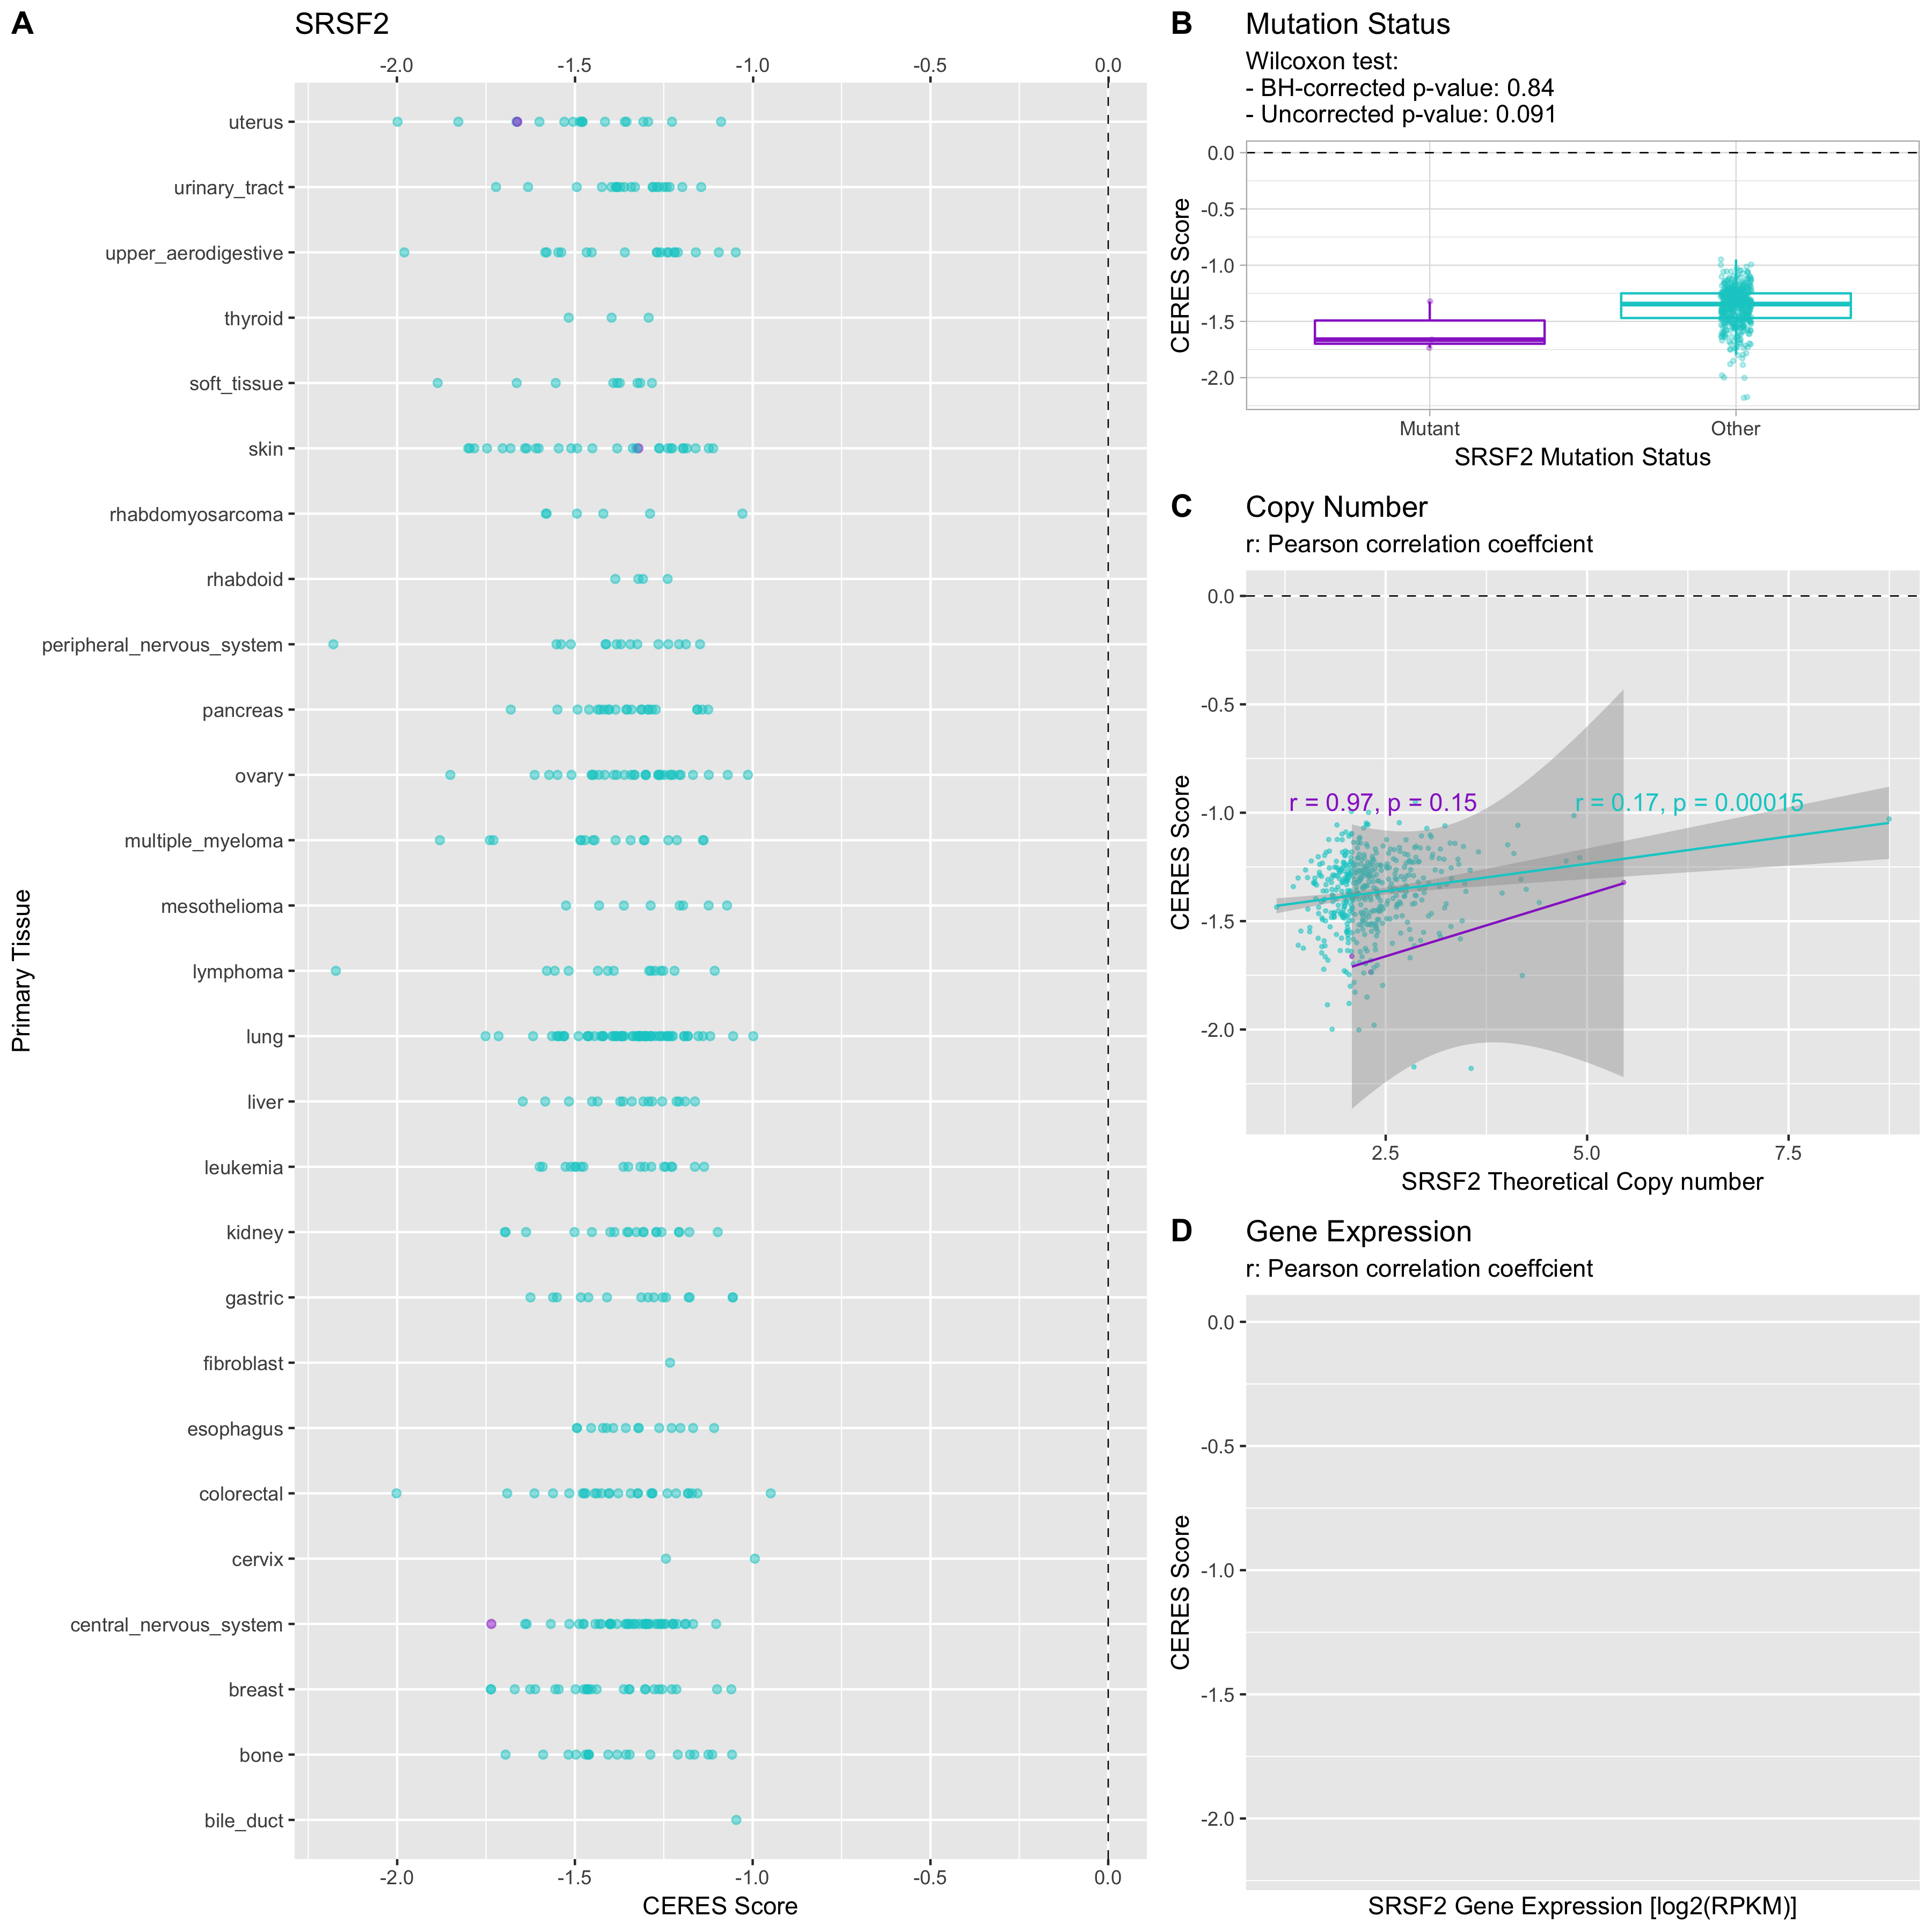 A
SRSF2
-2.0 -1.5 -1.0 -0.5 0.0
Primary Tissue
uterus
urinary_tract
upper_aerodigestive
thyroid
soft_tissue
skin
rhabdomyosarcoma
rhabdoid
peripheral_nervous_system
pancreas
ovary
multiple_myeloma
mesothelioma
lymphoma
lung
liver
leukemia
kidney
gastric
fibroblast
esophagus
colorectal
cervix
central_nervous_system
breast
bone
bile_duct
-2.0 -1.5 -1.0 -0.5 0.0
CERES Score
B
Mutation Status
Wilcoxon test:
- BH-corrected p-value: 0.84
- Uncorrected p-value: 0.091
CERES Score
0.0
-0.5
-1.0
-1.5
-2.0
Mutant Other
SRSF2 Mutation Status
C
Copy Number
r: Pearson correlation coeffcient
CERES Score
0.0
-0.5
-1.0
-1.5
-2.0
r = 0.97, p = 0.15 r = 0.17, p = 0.00015
2.5 5.0 7.5
SRSF2 Theoretical Copy number
D
Gene Expression
r: Pearson correlation coeffcient
CERES Score
0.0
-0.5
-1.0
-1.5
-2.0
SRSF2 Gene Expression [log2(RPKM)]